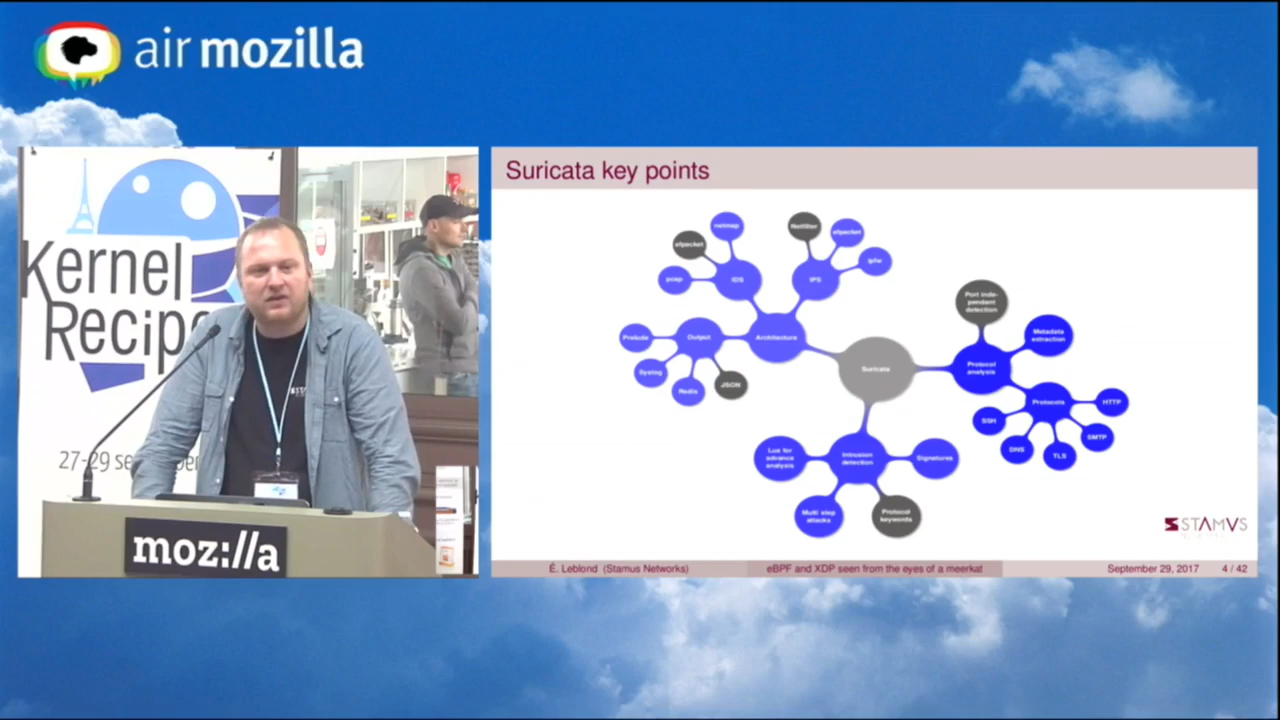 air mozilla
Kernel
Recip
27-29 se
moz://a
Suricata key points
netmap
afpacket
pcap
IDS
Netfilter
afpacket
ipfw
IPS
Prelude
Output
Architecture
Syslog
Redis
JSON
Suricata
Port inde-
pendant
detection
Metadata
extraction
Protocol
analysis
Protocols
HTTP
SSH
SMTP
DNS
TLS
Lua for
advance
analysis
Intrusion
detection
Signatures
Multi step
attacks
Protocol
keywords
STAMVS
É. Leblond (Stamus Networks)
eBPF and XDP seen from the eyes of a meerkat
September 29, 2017
4 / 42